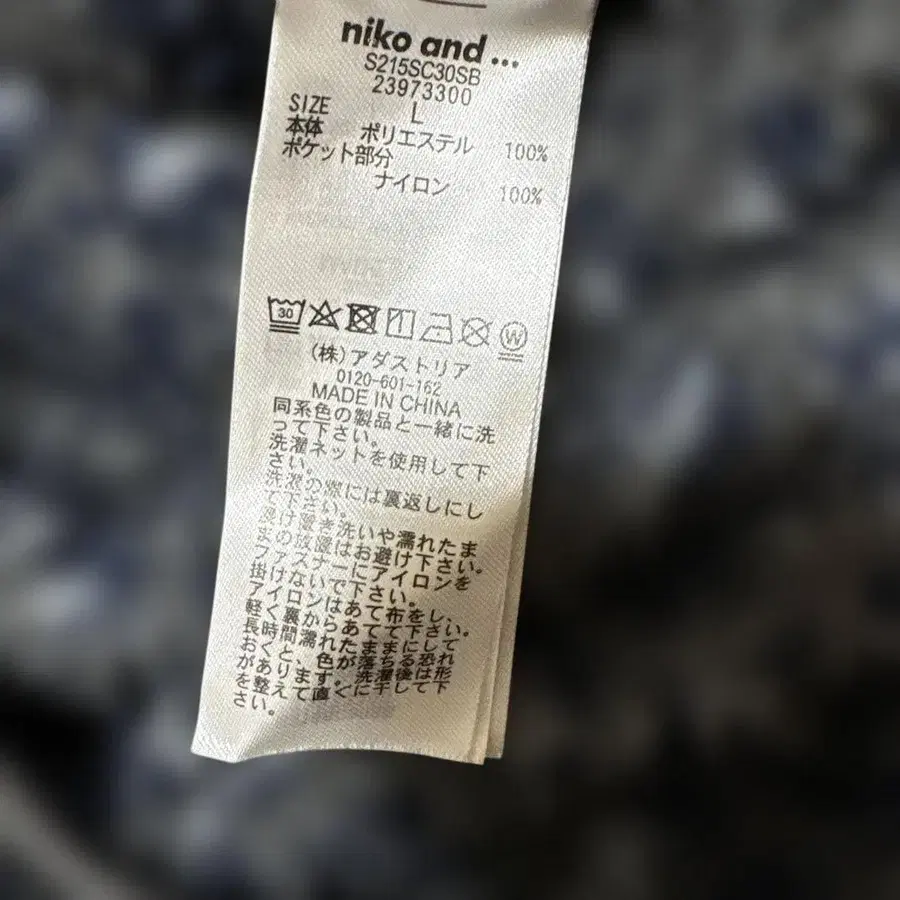 niko and ...
S215SC30SB
23973300
SIZE L
本体 ポリエステル 100%
ポケット部分
ナイロン 100%
30
W
(株)アダストリア
0120-601-162
MADE IN CHINA
同系色の製品と一緒に洗
って下さい。
洗濯ネットを使用して下
さい。
洗濯の際には裏返しにし
て下さい。
漬け置き洗いや濡れたま
まの放置はお避け下さい。
ファスナーにアイロンを
掛けないで下さい。
アイロンはあて布をし、
軽く裏からあてて下さい。
長時間濡れたままにして
おくと、色が落ちる恐れ
があります。洗濯後は形
を整えて直ぐに干して下
さい。